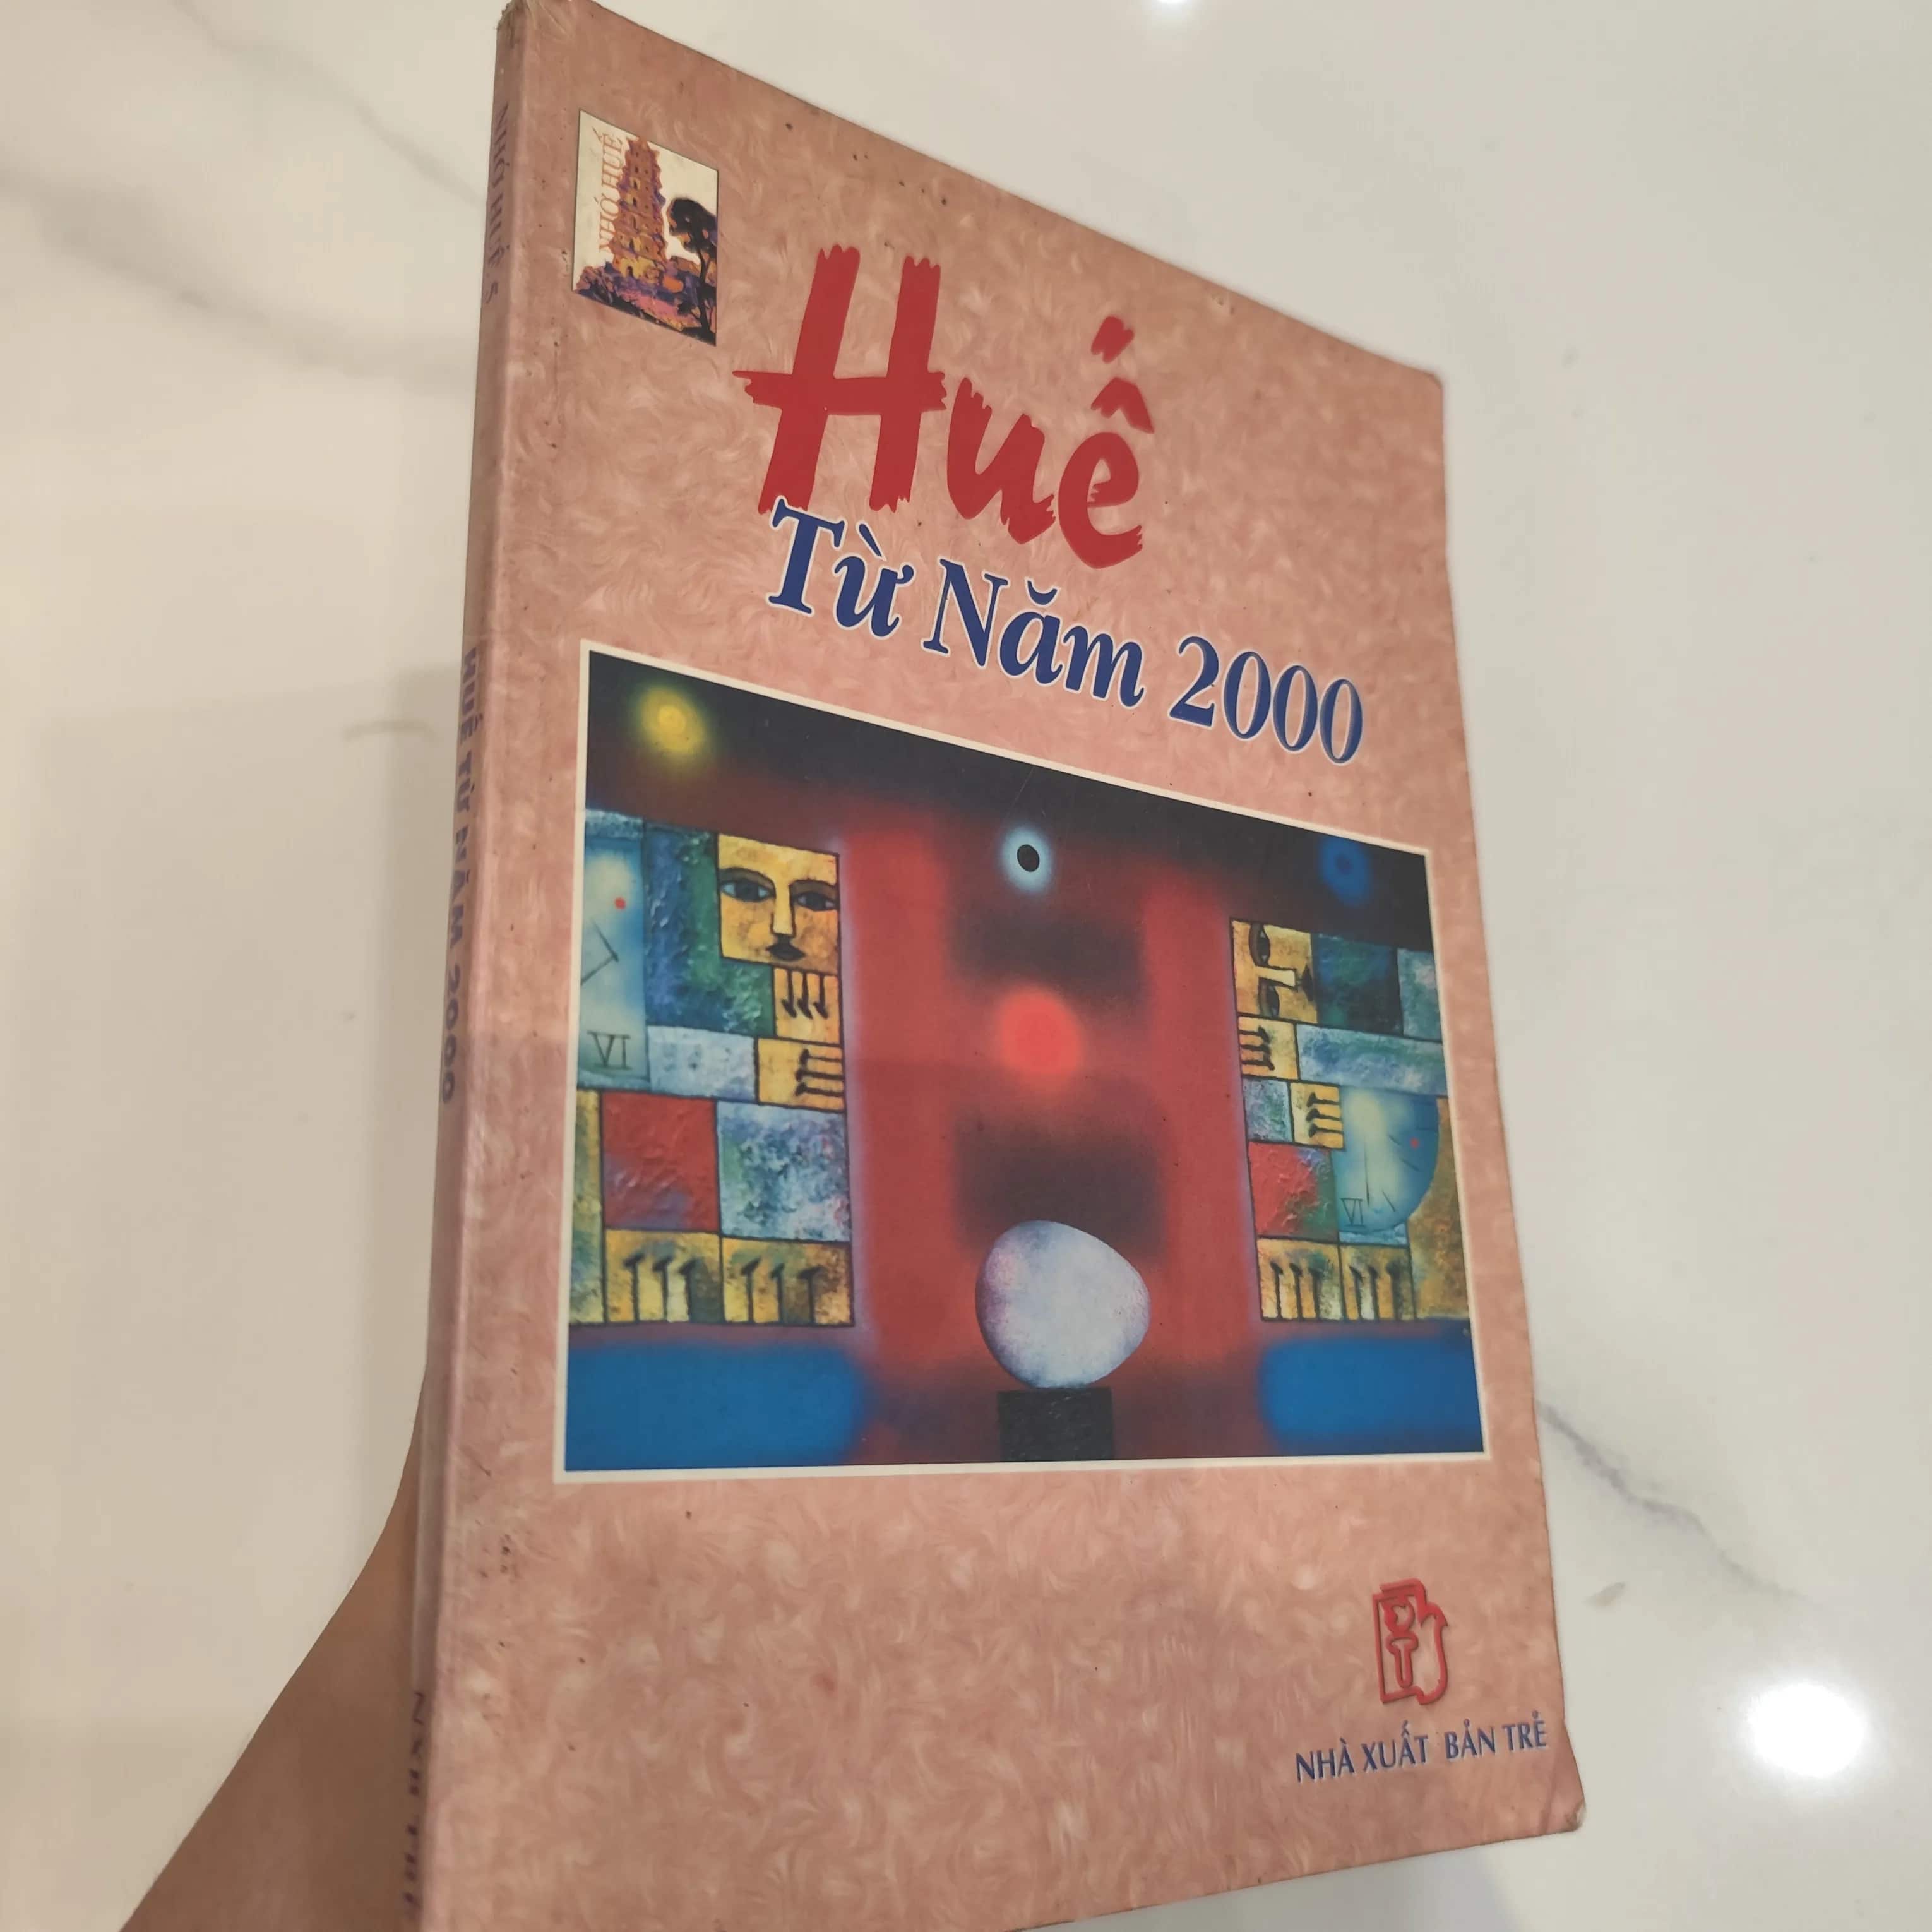 NHỚ HUẾ
Huế
Từ Năm 2000
VI
VI
NHÀ XUẤT BẢN TRẺ
NHỚ HUẾ 5
HUẾ TỪ NĂM 2000